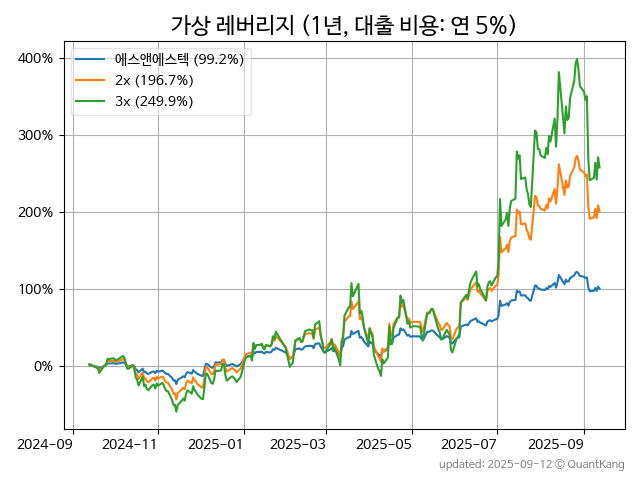 가상 레버리지 (1년, 대출 비용: 연 5%)
400%
300%
200%
100%
0%
에스앤에스텍 (99.2%)
2x (196.7%)
3x (249.9%)
2024-09
2024-11
2025-01
2025-03
2025-05
2025-07
2025-09
updated: 2025-09-12 © QuantKang